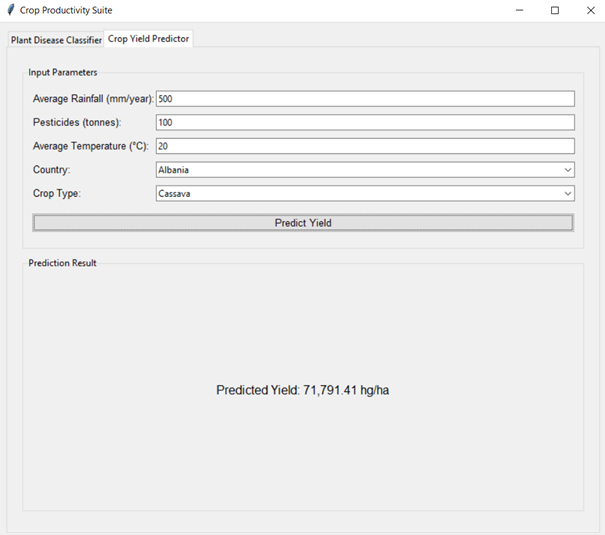 Crop Productivity Suite
Plant Disease Classifier Crop Yield Predictor
Input Parameters
Average Rainfall (mm/year): 500
Pesticides (tonnes): 100
Average Temperature (°C): 20
Country: Albania
Crop Type: Cassava
Predict Yield
Prediction Result
Predicted Yield: 71,791.41 hg/ha